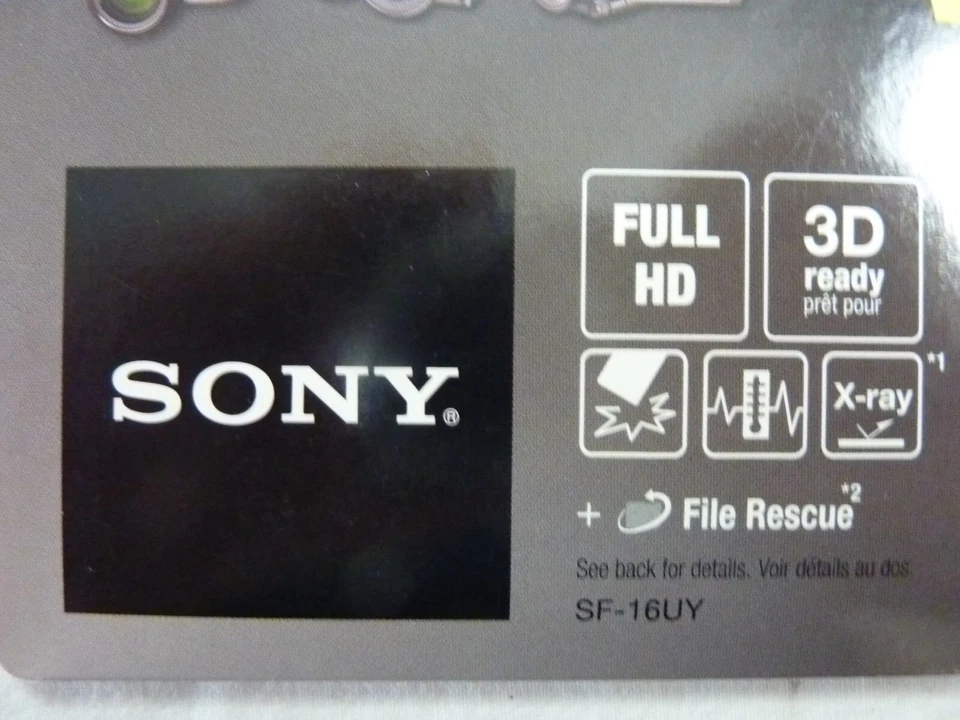 SONY®
FULL
HD
3D
ready
prêt pour
X-ray *1
+ File Rescue *2
See back for details. Voir détails au dos.
SF-16UY